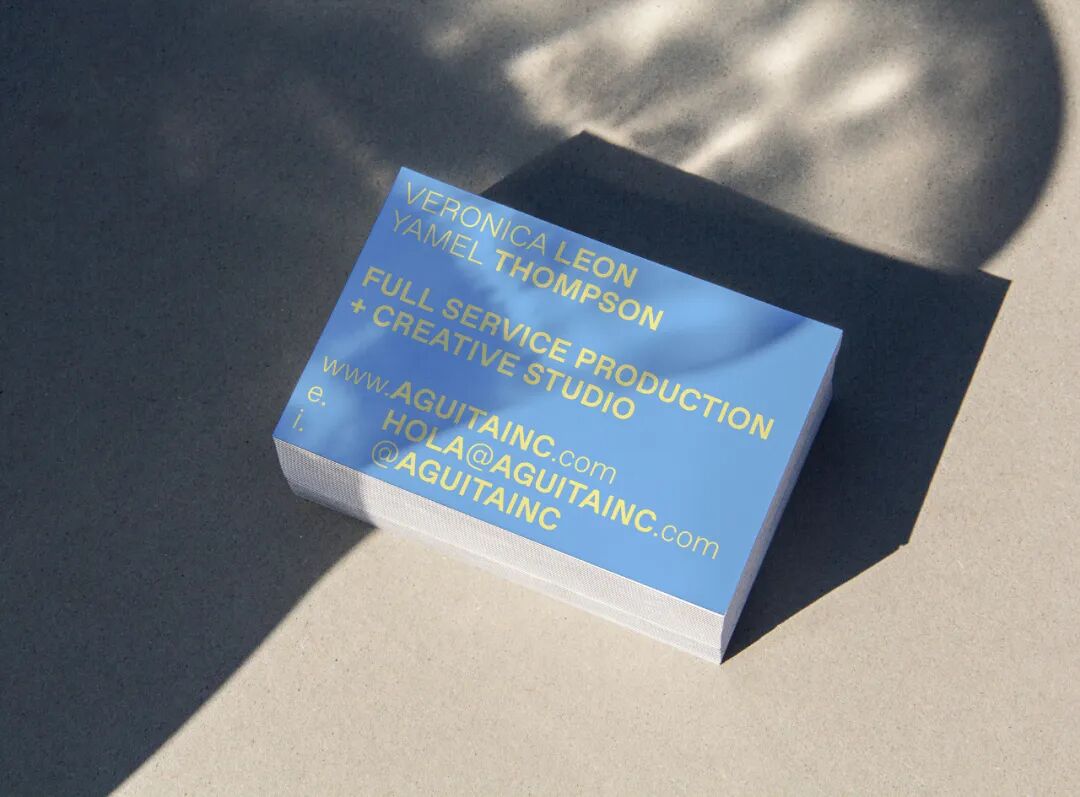 VERONICA LEON
YAMEL THOMPSON
FULL SERVICE PRODUCTION
+ CREATIVE STUDIO
www.AGUITAINC.com
e. HOLA@AGUITAINC.com
i. @AGUITAINC